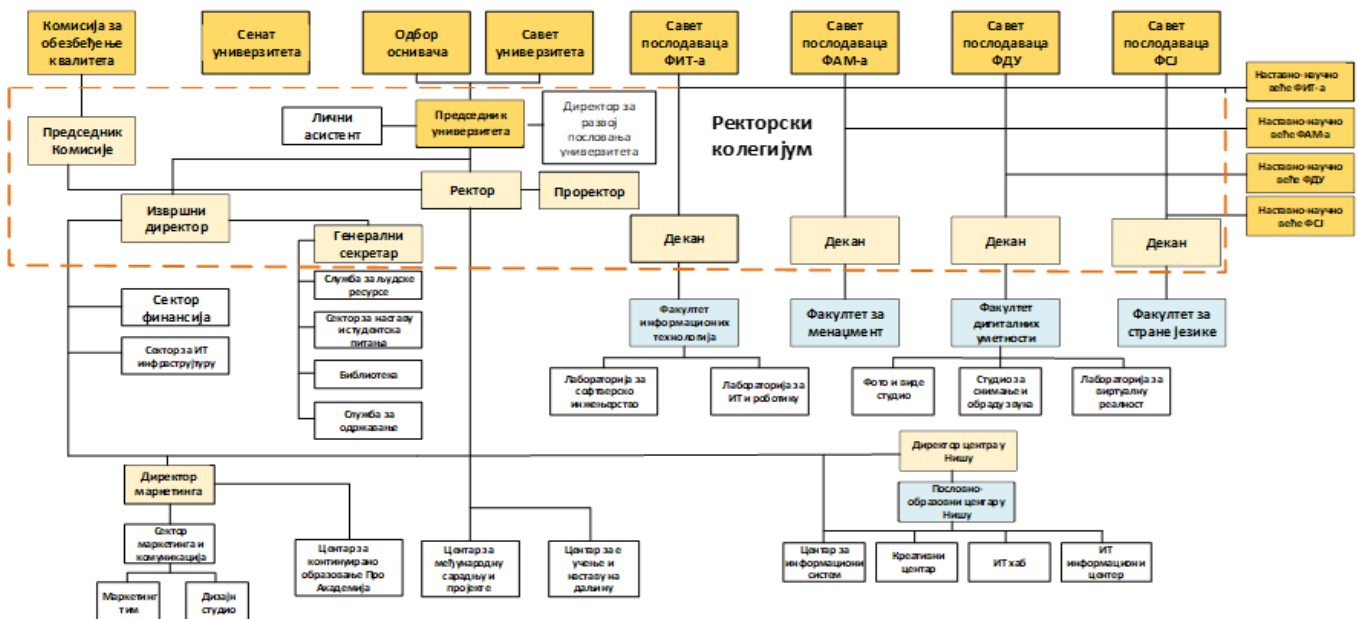 Комисија за
обезбеђење
квалитета
Сенат
универзитета
Одбор
оснивача
Савет
универзитета
Савет
послодаваца
ФИТ-а
Савет
послодаваца
ФАМ-а
Савет
послодаваца
ФДУ
Савет
послодаваца
ФСЈ
Наставно-научно
веће ФИТ-а
Наставно-научно
веће ФАМ-а
Наставно-научно
веће ФДУ
Наставно-научно
веће ФСЈ
Председник
Комисије
Лични
асистент
Председник
универзитета
Директор за
развој
пословања
универзитета
Ректорски
колегијум
Ректор
Проректор
Извршни
директор
Генерални
секретар
Декан
Декан
Декан
Декан
Служба за људске
ресурсе
Сектор за наставу
и студентска
питања
Библиотека
Служба за
одржавање
Сектор
финансија
Сектор за ИТ
инфраструјтуру
Факултет
информационих
технологија
Факултет за
менаџмент
Факултет
дигиталних
уметности
Факултет за
стране језике
Лабораторија за
софтверско
инжењерство
Лабораторија за
ИТ и роботику
Фото и виде
студио
Студио за
снимање и
обраду звука
Лабораторија за
виртуалну
реалност
Директор центра у
Нишу
Пословно-
образовни центар у
Нишу
Директор
маркетинга
Сектор
маркетинга и
комуникација
Маркетинг
тим
Дизајн
студио
Центар за
континуирано
образовање Про
Академија
Центар за
међународну
сарадњу и
пројекте
Центар за е
учење и
наставу на
даљину
Центар за
информациони
систем
Креативни
центар
ИТ хаб
ИТ
информациони
центер